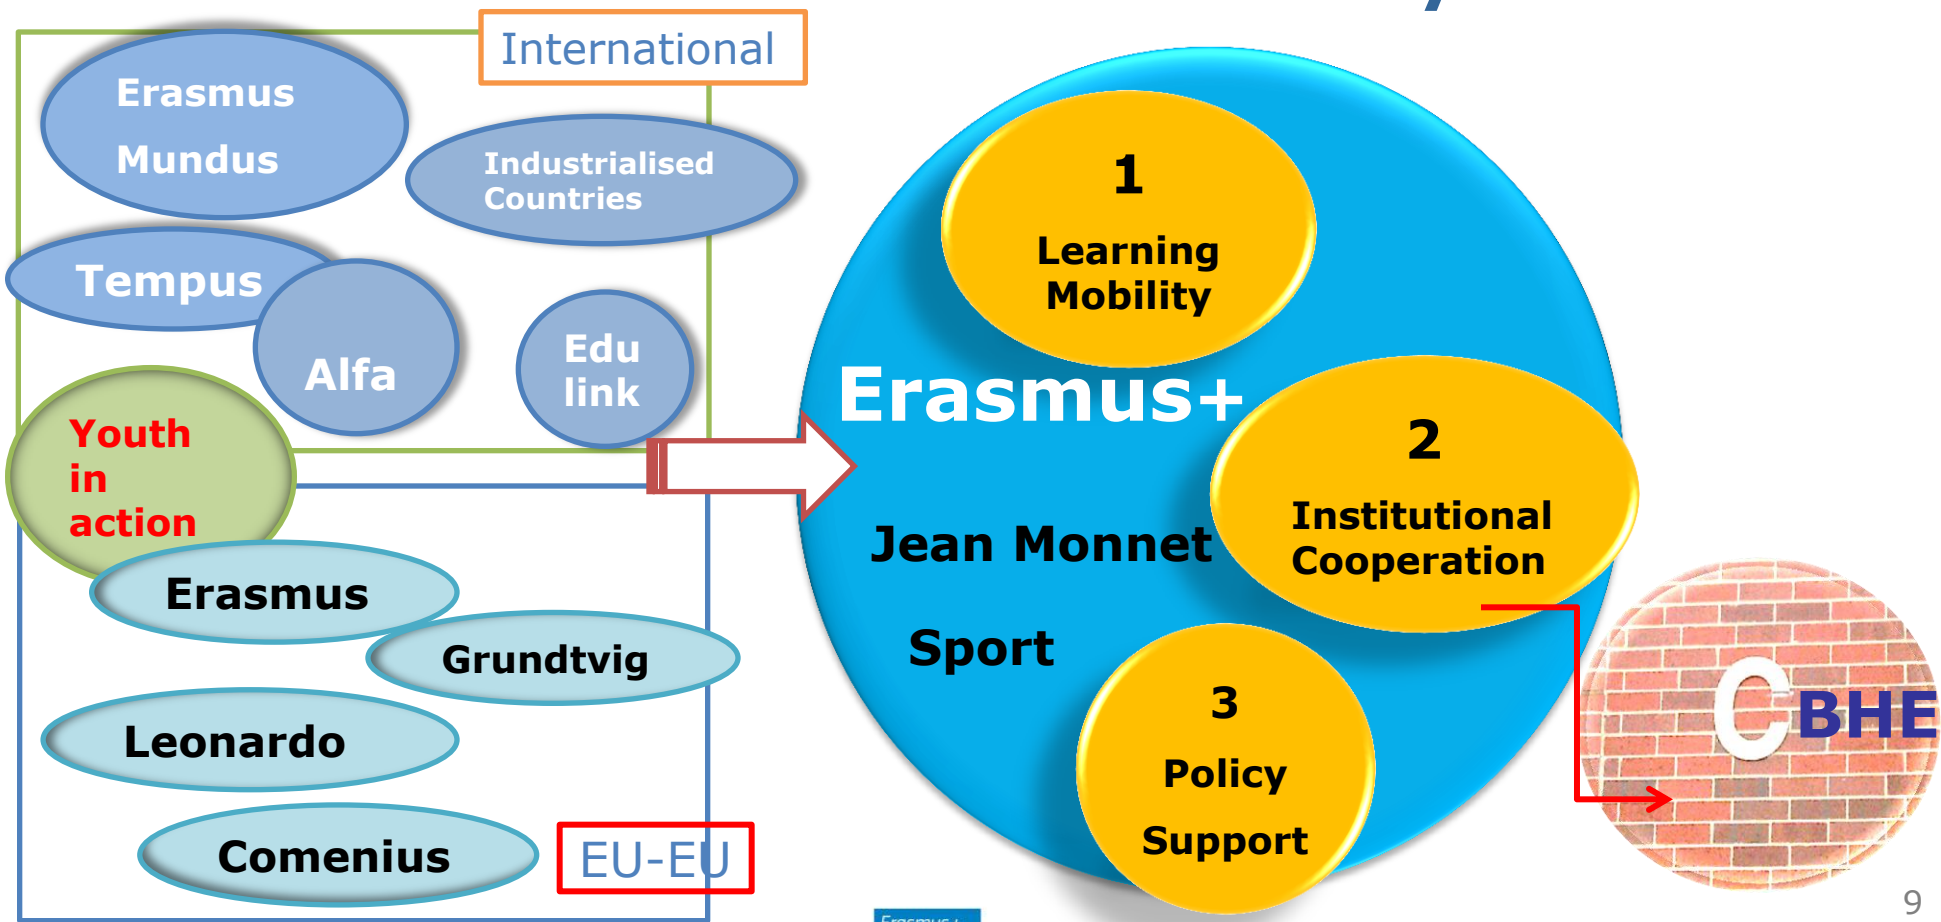 International
Erasmus
Mundus
Industrialised
Countries
Tempus
Alfa
Edu
link
Youth
in
action
Erasmus
Grundtvig
Leonardo
Comenius
EU-EU
1
Learning
Mobility
Erasmus+
2
Institutional
Cooperation
Jean Monnet
Sport
3
Policy
Support
CBHE
Erasmus+
9